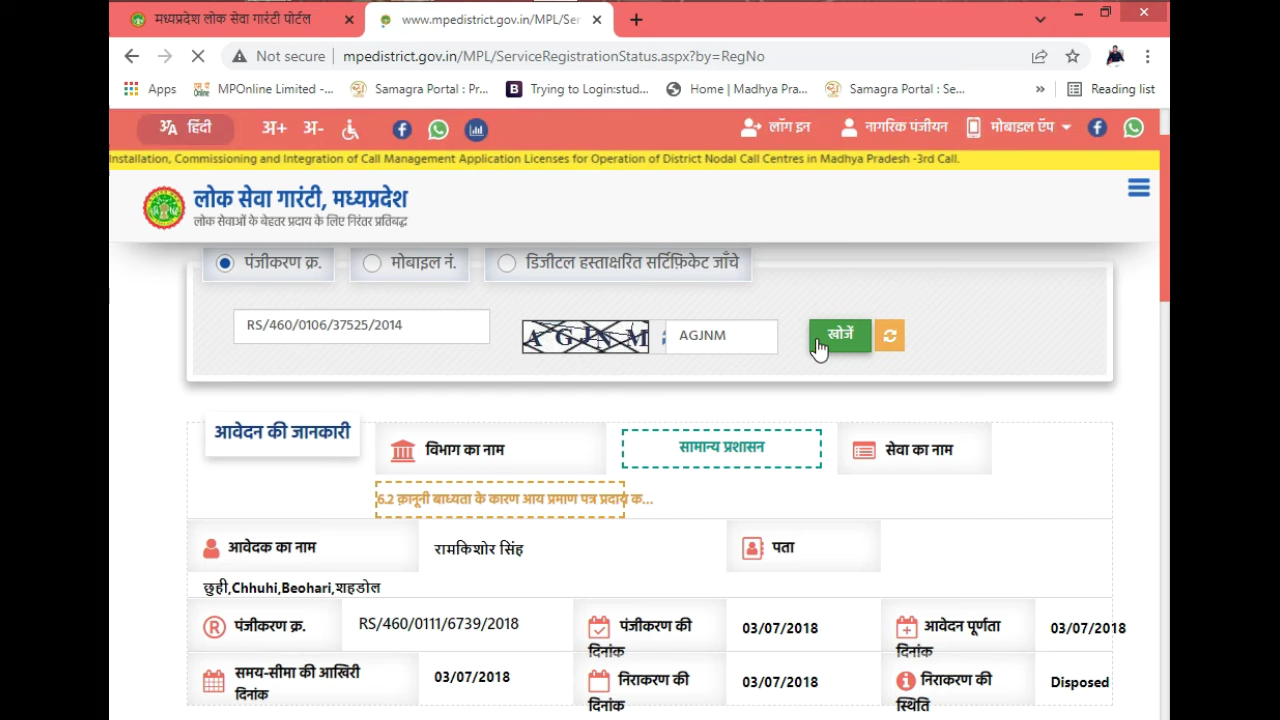 मध्यप्रदेश लोक सेवा गारंटी पोर्टल
www.mpedistrict.gov.in/MPL/Ser
Not secure mpedistrict.gov.in/MPL/ServiceRegistrationStatus.aspx?by=RegNo
Apps MPOnline Limited -... Samagra Portal : Pr... Trying to Login:stud... Home | Madhya Pra... Samagra Portal : Se... » Reading list
हिंदी अ+ अ- लॉग इन नागरिक पंजीयन मोबाइल ऍप
Installation, Commissioning and Integration of Call Management Application Licenses for Operation of District Nodal Call Centres in Madhya Pradesh -3rd Call.
लोक सेवा गारंटी, मध्यप्रदेश
लोक सेवाओं के बेहतर प्रदाय के लिए निरंतर प्रतिबद्ध
पंजीकरण क्र. मोबाइल नं. डिजीटल हस्ताक्षरित सर्टिफ़िकेट जाँचे
RS/460/0106/37525/2014 AGJNM AGJNM खोजें
आवेदन की जानकारी विभाग का नाम सामान्य प्रशासन सेवा का नाम
6.2 क़ानूनी बाध्यता के कारण आय प्रमाण पत्र प्रदाय क...
आवेदक का नाम रामकिशोर सिंह पता
छुही,Chhuhi,Beohari,शहडोल
पंजीकरण क्र. RS/460/0111/6739/2018 पंजीकरण की दिनांक 03/07/2018 आवेदन पूर्णता दिनांक 03/07/2018
समय-सीमा की आखिरी दिनांक 03/07/2018 निराकरण की दिनांक 03/07/2018 निराकरण की स्थिति Disposed